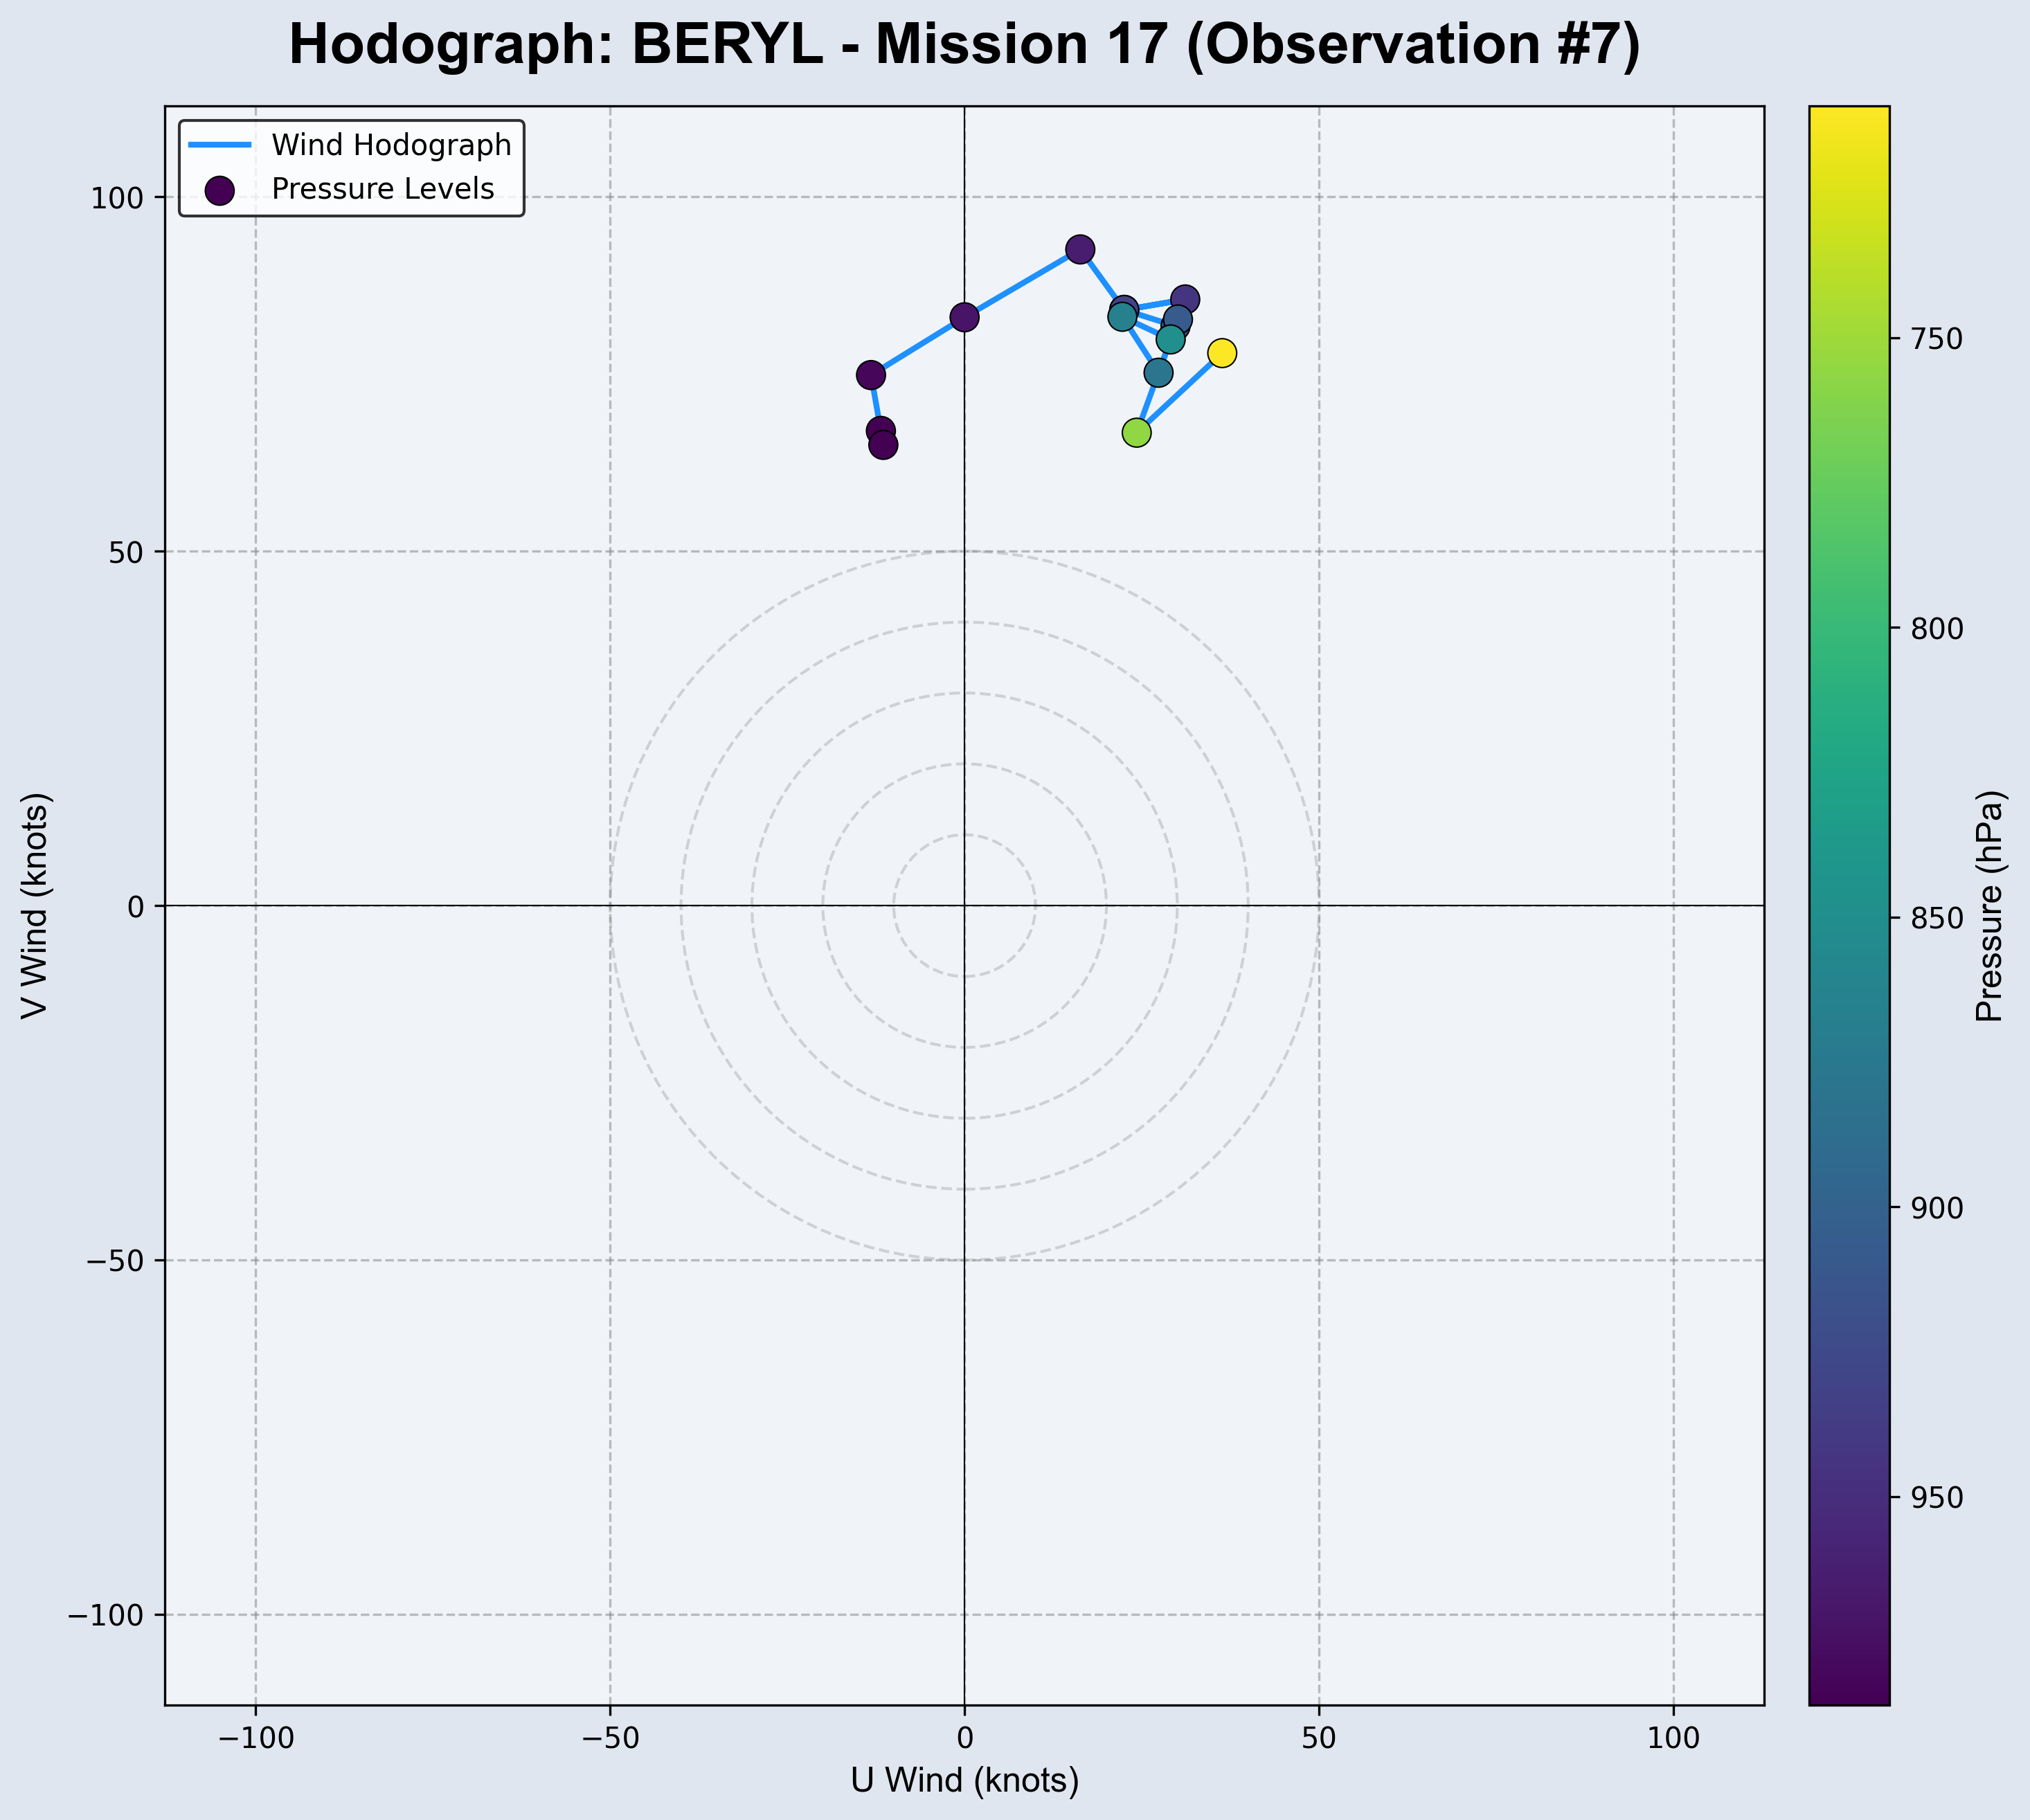 Hodograph: BERYL - Mission 17 (Observation #7)
Wind Hodograph
Pressure Levels
100
50
0
−50
−100
V Wind (knots)
−100
−50
0
50
100
U Wind (knots)
750
800
850
900
950
Pressure (hPa)